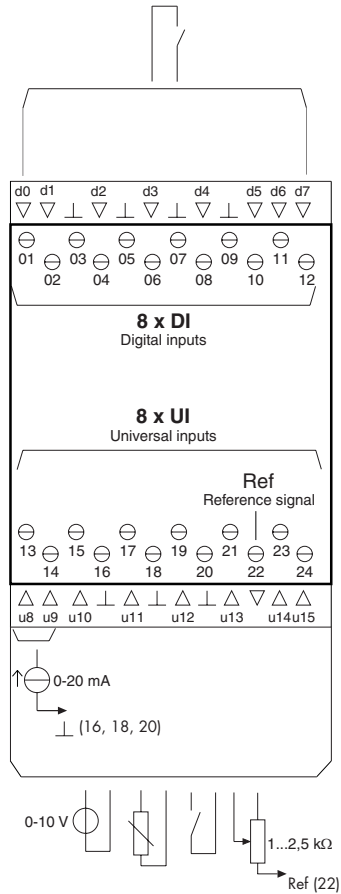 d0 d1 d2 d3 d4 d5 d6 d7
01 03 05 07 09 11
02 04 06 08 10 12
8 x DI
Digital inputs
8 x UI
Universal inputs
Ref
Reference signal
13 15 17 19 21 23
14 16 18 20 22 24
u8 u9 u10 u11 u12 u13 u14 u15
0-20 mA
(16, 18, 20)
0-10 V
1...2,5 kΩ
Ref (22)